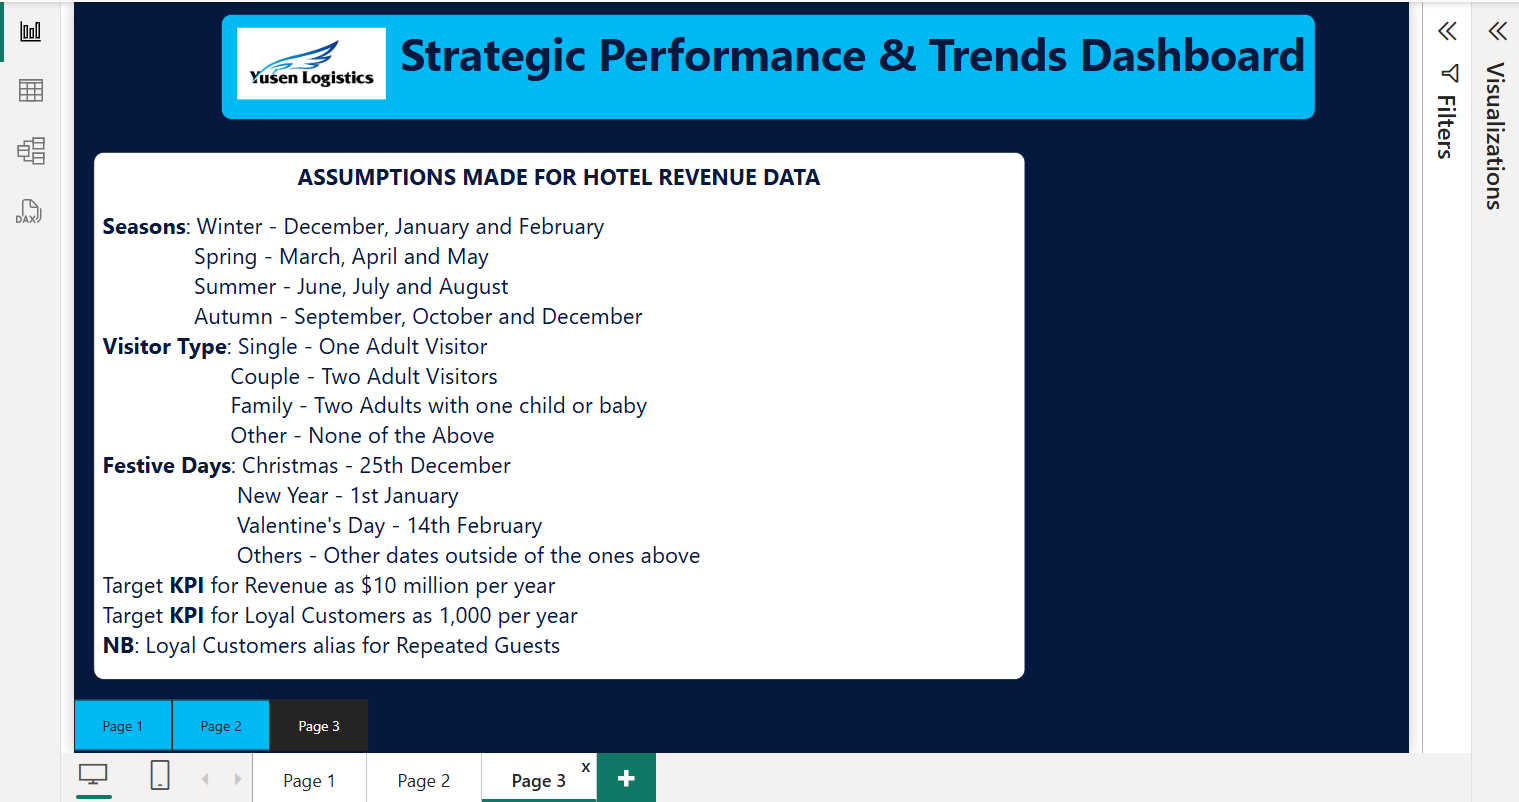 Yusen Logistics
Strategic Performance & Trends Dashboard
ASSUMPTIONS MADE FOR HOTEL REVENUE DATA
Seasons: Winter - December, January and February
Spring - March, April and May
Summer - June, July and August
Autumn - September, October and December
Visitor Type: Single - One Adult Visitor
Couple - Two Adult Visitors
Family - Two Adults with one child or baby
Other - None of the Above
Festive Days: Christmas - 25th December
New Year - 1st January
Valentine's Day - 14th February
Others - Other dates outside of the ones above
Target KPI for Revenue as $10 million per year
Target KPI for Loyal Customers as 1,000 per year
NB: Loyal Customers alias for Repeated Guests
Page 1
Page 2
Page 3
Page 1
Page 2
Page 3
x
DAX
Filters
Visualizations